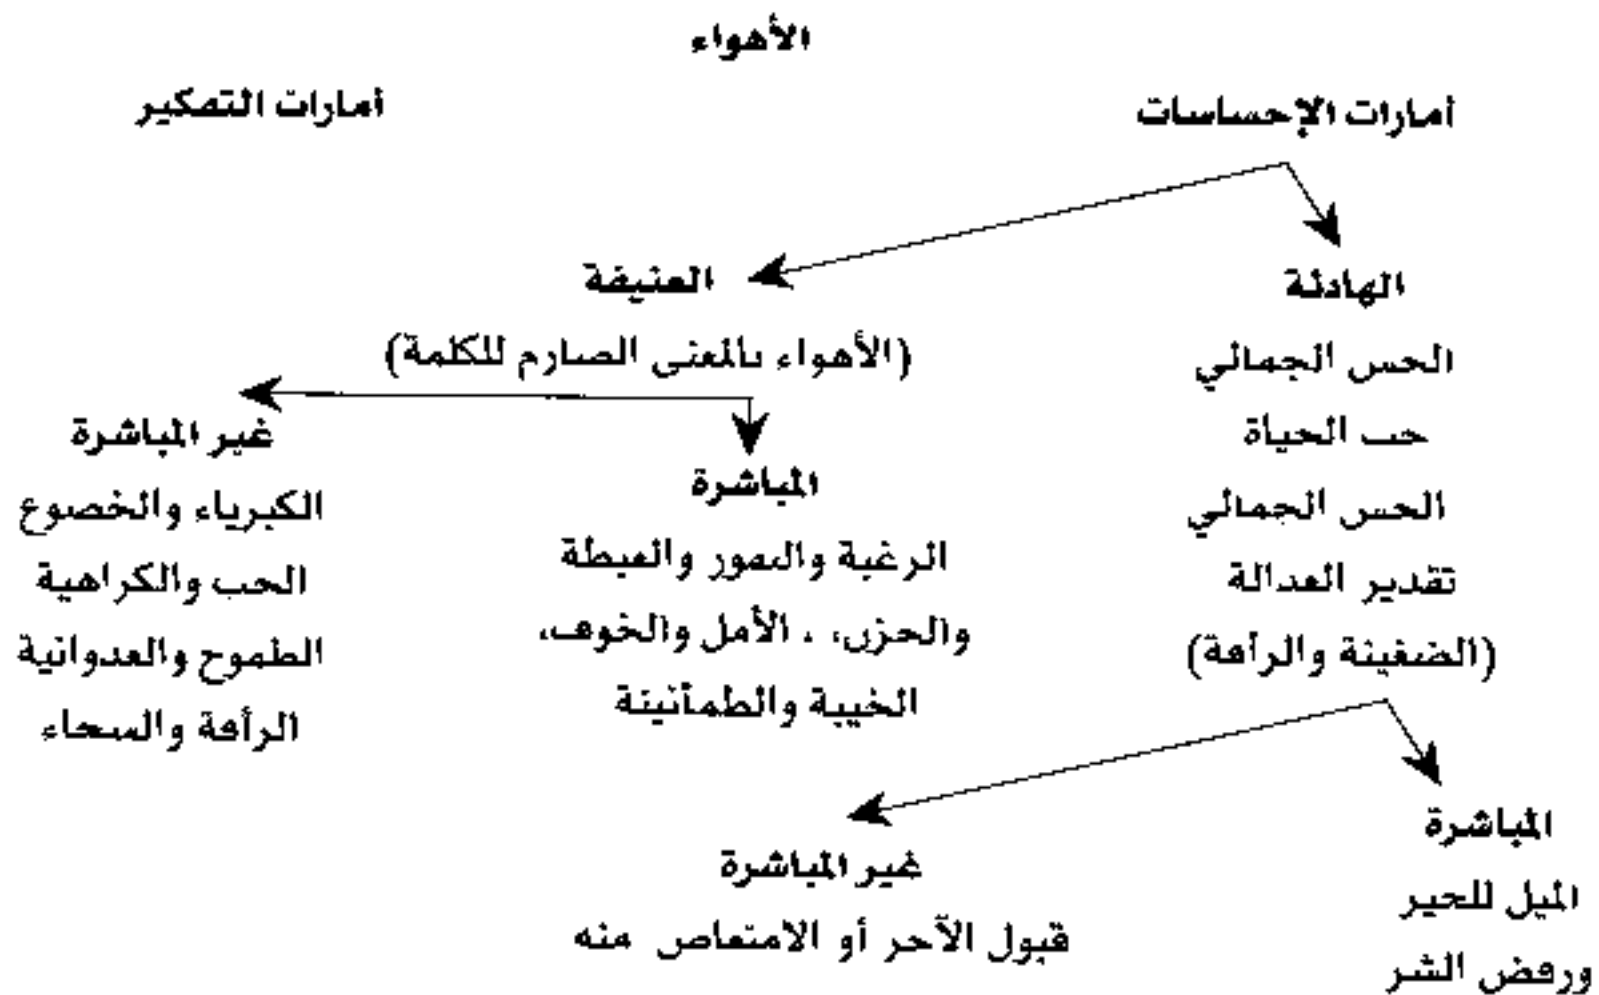 الأهواء
أمارات الإحساسات
أمارات التفكير
الهادئة
الحس الجمالي
حب الحياة
الحس الجمالي
تقدير العدالة
(الضغينة والرأفة)
العنيفة
(الأهواء بالمعنى الصارم للكلمة)
المباشرة
الرغبة والنفور والغبطة
والحزن، . الأمل والخوف،
الخيبة والطمأنينة
غير المباشرة
الكبرياء والخضوع
الحب والكراهية
الطموح والعدوانية
الرأفة والسخاء
المباشرة
الميل للخير
ورفض الشر
غير المباشرة
قبول الآخر أو الامتعاض منه